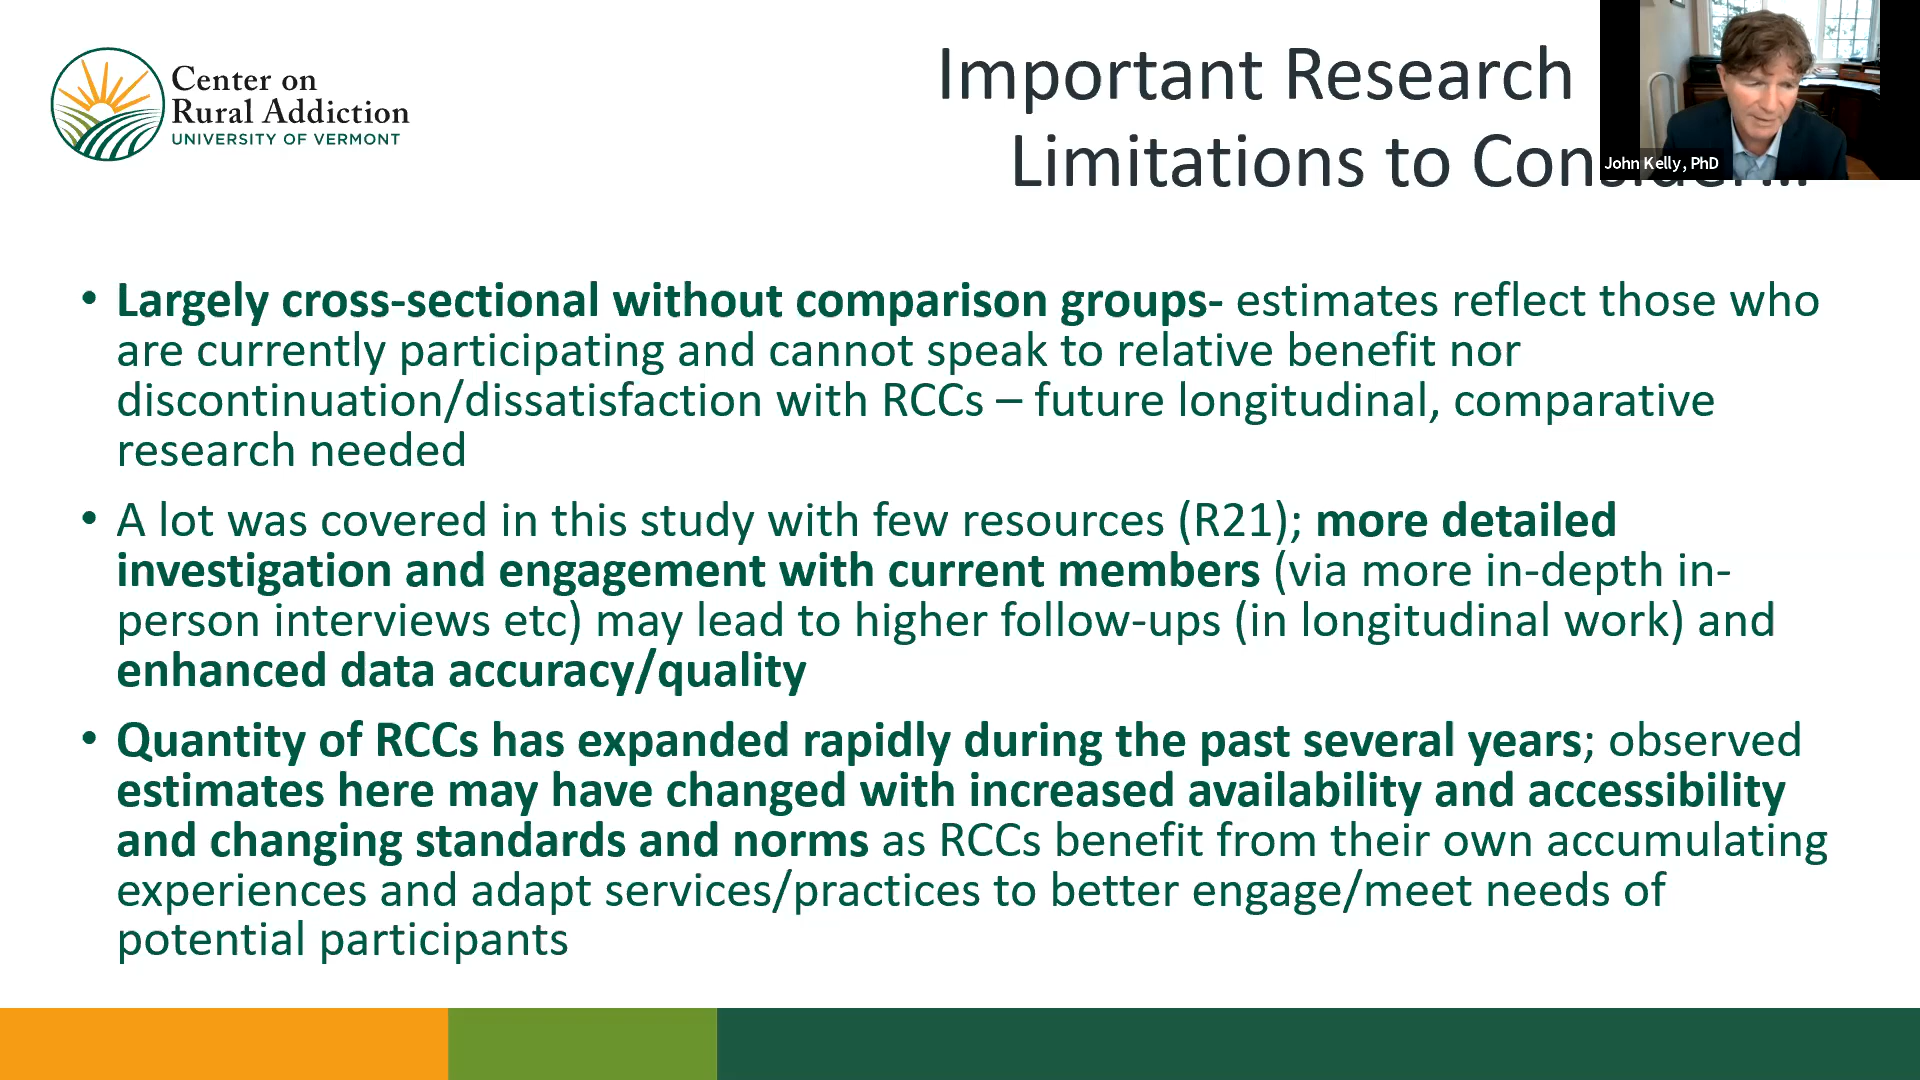 Center on
Rural Addiction
UNIVERSITY OF VERMONT
Important Research
Limitations to Consider...
John Kelly, PhD
• Largely cross-sectional without comparison groups- estimates reflect those who
are currently participating and cannot speak to relative benefit nor
discontinuation/dissatisfaction with RCCs – future longitudinal, comparative
research needed
• A lot was covered in this study with few resources (R21); more detailed
investigation and engagement with current members (via more in-depth in-
person interviews etc) may lead to higher follow-ups (in longitudinal work) and
enhanced data accuracy/quality
• Quantity of RCCs has expanded rapidly during the past several years; observed
estimates here may have changed with increased availability and accessibility
and changing standards and norms as RCCs benefit from their own accumulating
experiences and adapt services/practices to better engage/meet needs of
potential participants